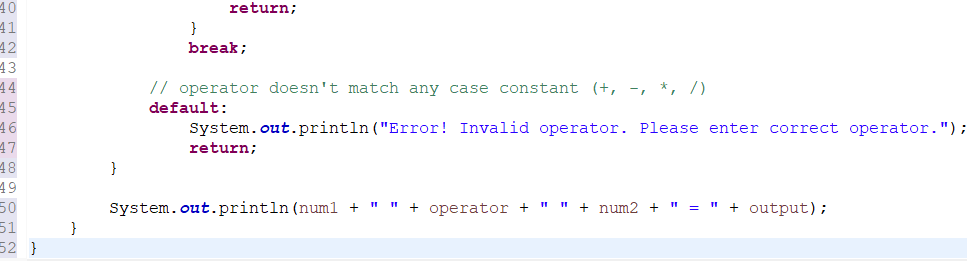 40                     return;
41                 }
42                 break;
43
44             // operator doesn't match any case constant (+, -, *, /)
45             default:
46                 System.out.println("Error! Invalid operator. Please enter correct operator.");
47                 return;
48         }
49
50         System.out.println(num1 + " " + operator + " " + num2 + " = " + output);
51     }
52 }